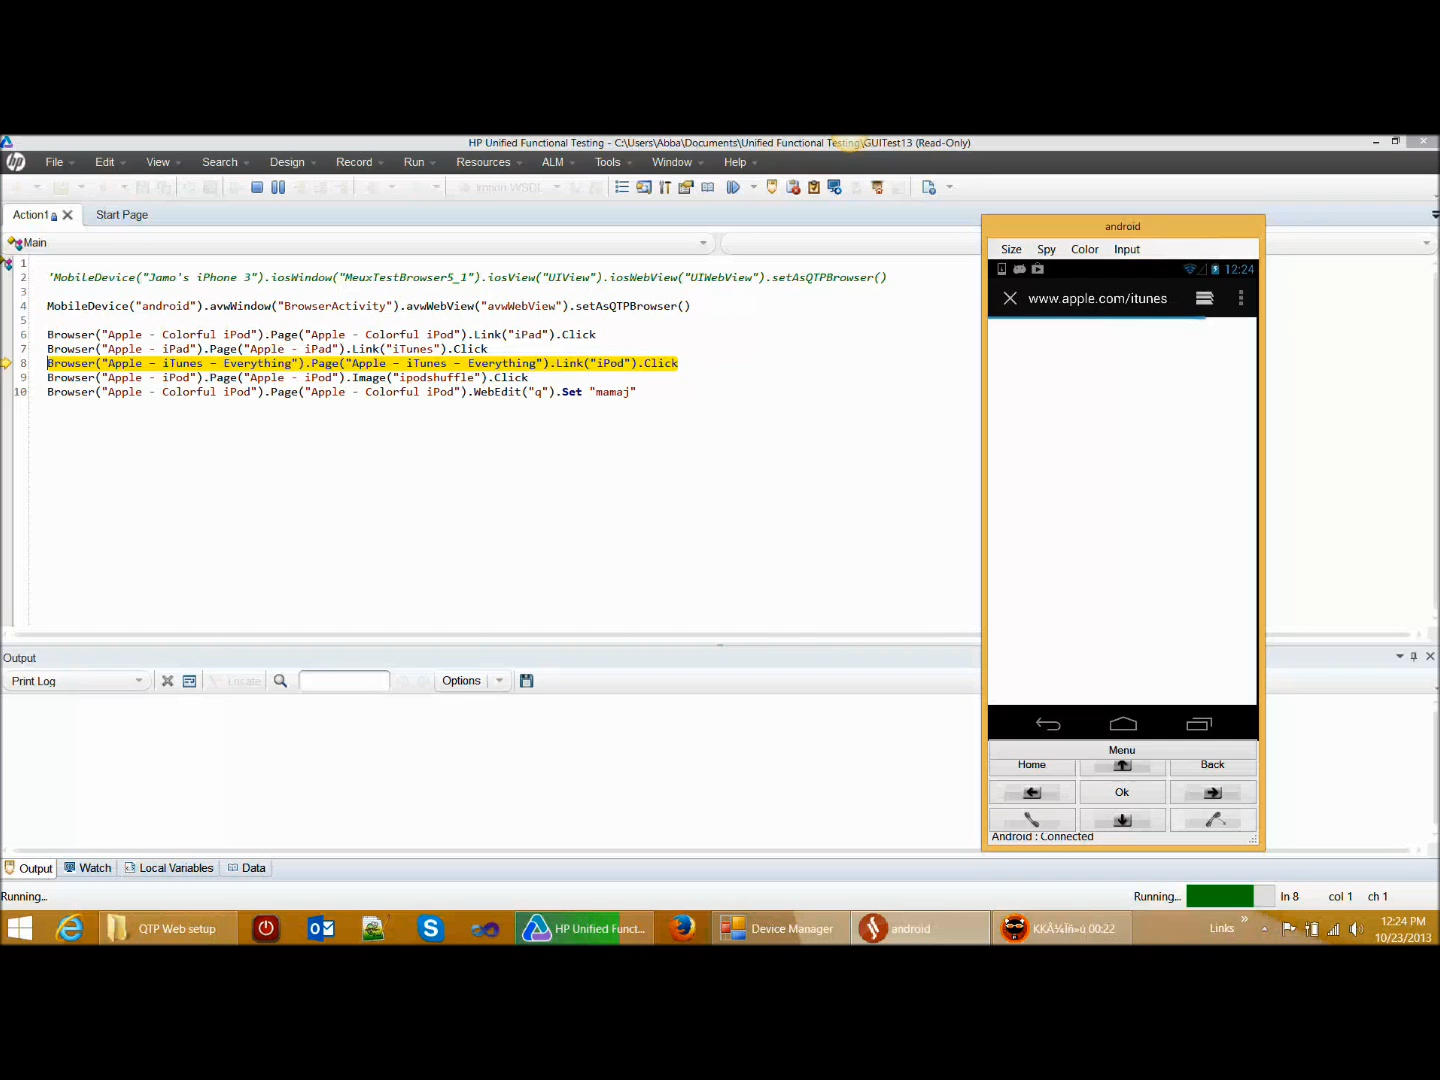 HP Unified Functional Testing - C:\Users\Abba\Documents\Unified Functional Testing\GUITest13 (Read-Only)
hp File Edit View Search Design Record Run Resources ALM Tools Window Help
Import WSDL
Action1 Start Page
Main
1
2 'MobileDevice("Jamo's iPhone 3").iosWindow("MeuxTestBrowser5_1").iosView("UIView").iosWebView("UIWebView").setAsQTPBrowser()
3
4 MobileDevice("android").avwWindow("BrowserActivity").avwWebView("avwWebView").setAsQTPBrowser()
5
6 Browser("Apple - Colorful iPod").Page("Apple - Colorful iPod").Link("iPad").Click
7 Browser("Apple - iPad").Page("Apple - iPad").Link("iTunes").Click
8 Browser("Apple - iTunes - Everything").Page("Apple - iTunes - Everything").Link("iPod").Click
9 Browser("Apple - iPod").Page("Apple - iPod").Image("ipodshuffle").Click
10 Browser("Apple - Colorful iPod").Page("Apple - Colorful iPod").WebEdit("q").Set "mamaj"
android
Size Spy Color Input
12:24
www.apple.com/itunes
Menu
Home Back
Ok
Android : Connected
Output
Print Log Locate Options
Output Watch Local Variables Data
Running... Running... ln 8 col 1 ch 1
QTP Web setup HP Unified Funct... Device Manager android KKÂ¼Ïñ»ú 00:22 Links 12:24 PM
10/23/2013